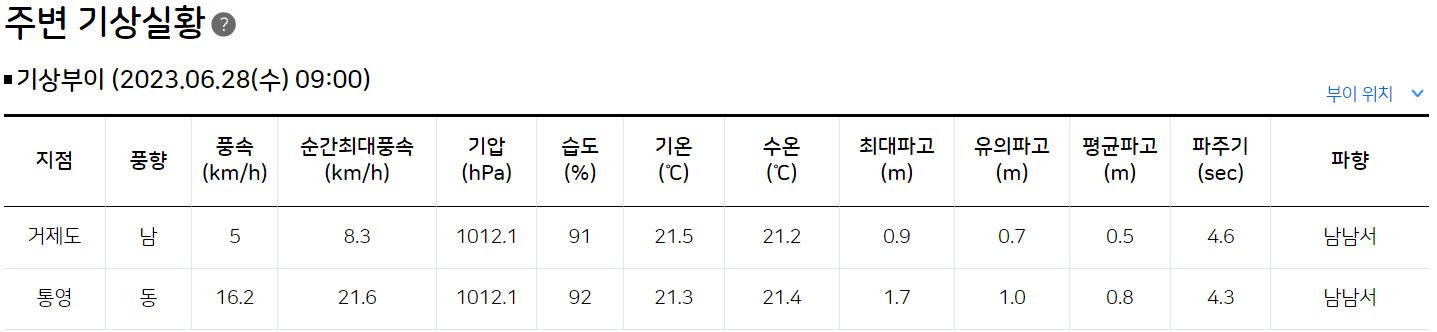 주변 기상실황 ?
기상부이 (2023.06.28(수) 09:00)
부이 위치
지점 풍향 풍속 (km/h) 순간최대풍속 (km/h) 기압 (hPa) 습도 (%) 기온 (℃) 수온 (℃) 최대파고 (m) 유의파고 (m) 평균파고 (m) 파주기 (sec) 파향
거제도 남 5 8.3 1012.1 91 21.5 21.2 0.9 0.7 0.5 4.6 남남서
통영 동 16.2 21.6 1012.1 92 21.3 21.4 1.7 1.0 0.8 4.3 남남서